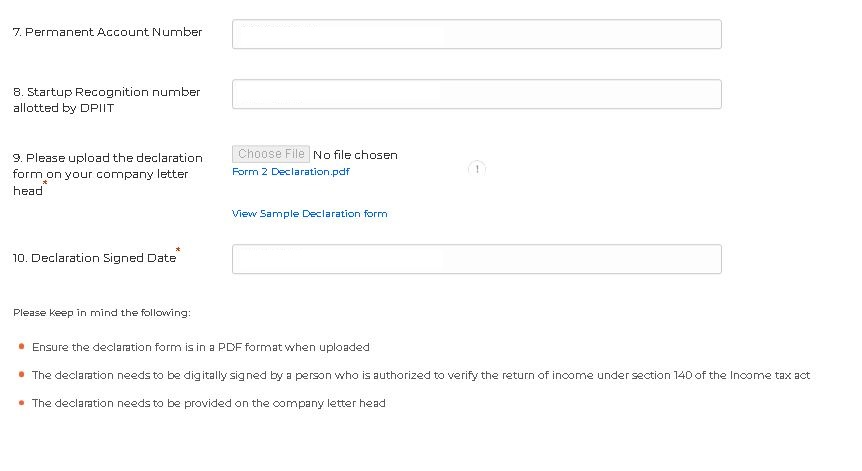 7. Permanent Account Number
8. Startup Recognition number
allotted by DPIIT
9. Please upload the declaration
form on your company letter
head*
Choose File No file chosen
Form 2 Declaration.pdf
!
View Sample Declaration form
10. Declaration Signed Date*
Please Keep in mind the following:
Ensure the declaration form is in a PDF format when uploaded
The declaration needs to be digitally signed by a person who is authorized to verify the return of income under section 140 of the Income tax act
The declaration needs to be provided on the company letter head